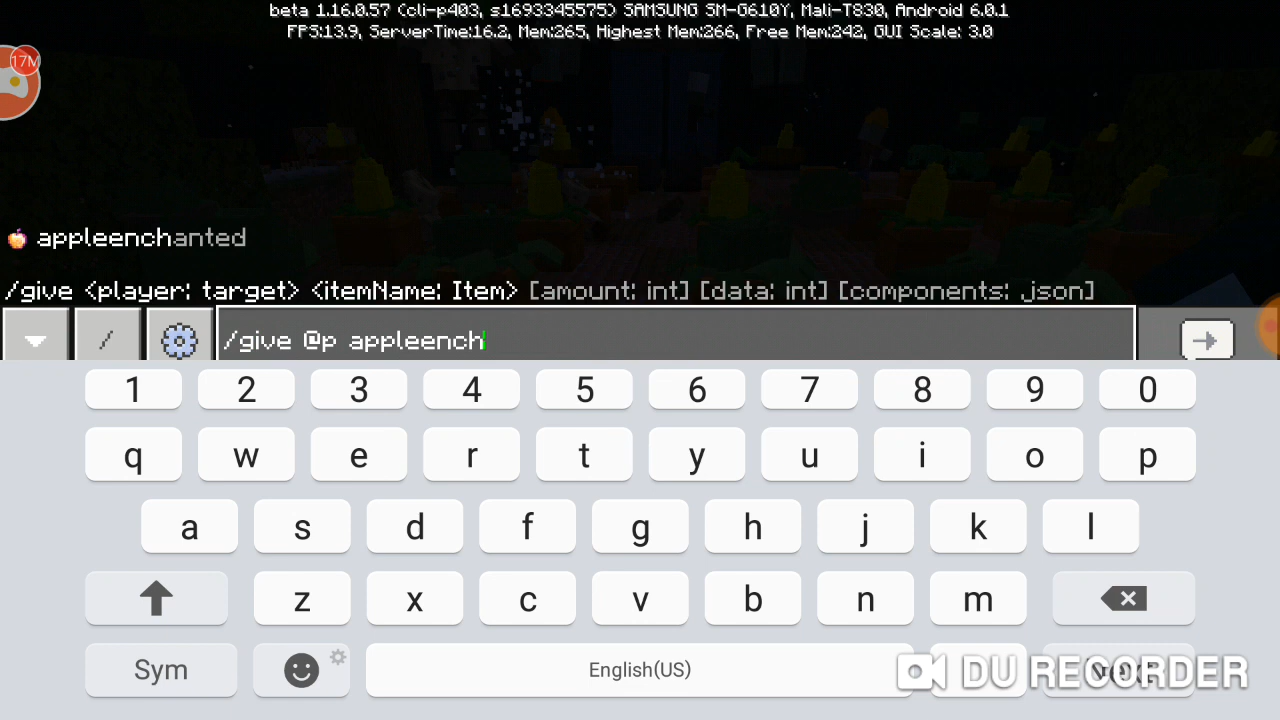 beta 1.16.0.57 (cli-p403, s1693345575) SAMSUNG SM-G610Y, Mali-T830, Android 6.0.1
FPS:13.9, ServerTime:16.2, Mem:265, Highest Mem:266, Free Mem:242, GUI Scale: 3.0
17M
appleenchanted
/give <player: target> <itemName: Item> [amount: int] [data: int] [components: json]
/
/give @p appleench
1 2 3 4 5 6 7 8 9 0
q w e r t y u i o p
a s d f g h j k l
z x c v b n m
Sym English(US) Next
DU RECORDER